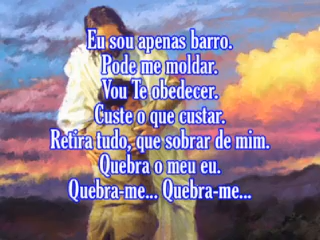 Eu sou apenas barro.
Pode me moldar.
Vou Te obedecer.
Custe o que custar.
Retira tudo, que sobrar de mim.
Quebra o meu eu.
Quebra-me... Quebra-me...